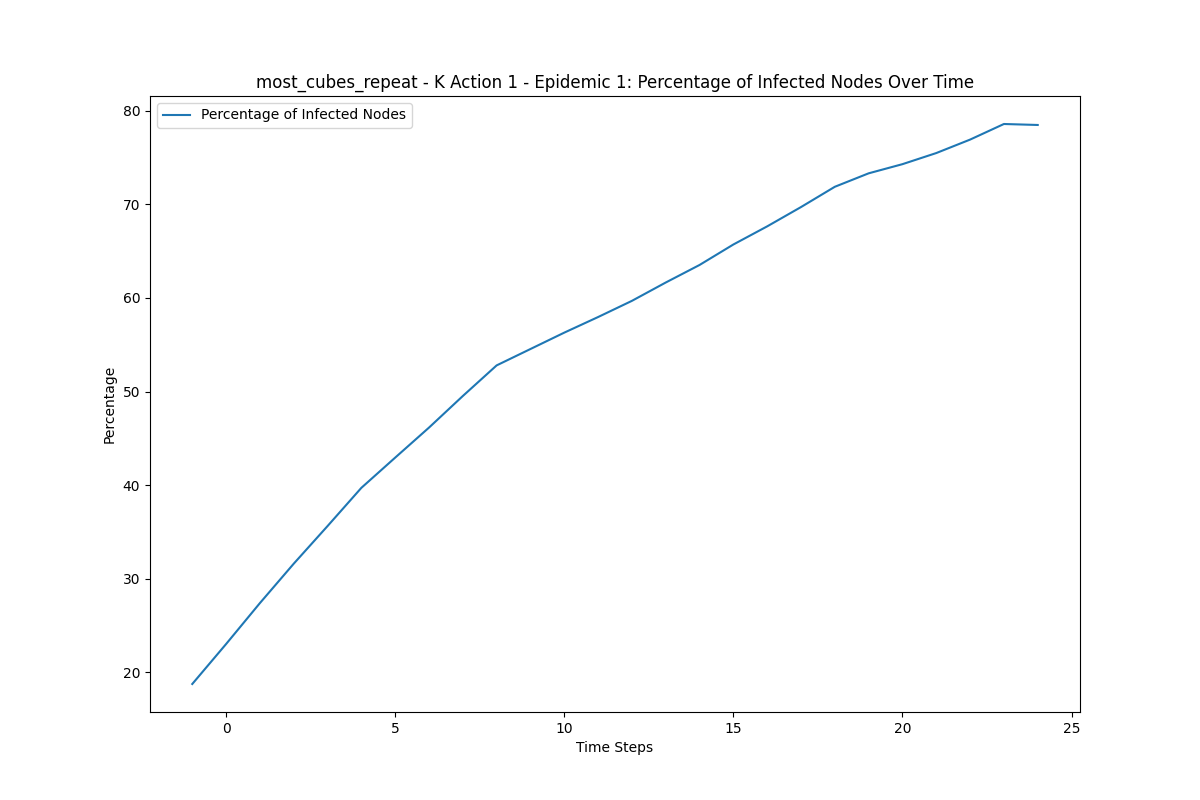 most_cubes_repeat - K Action 1 - Epidemic 1: Percentage of Infected Nodes Over Time
Percentage of Infected Nodes
80
70
60
50
40
30
20
Percentage
0 5 10 15 20 25
Time Steps